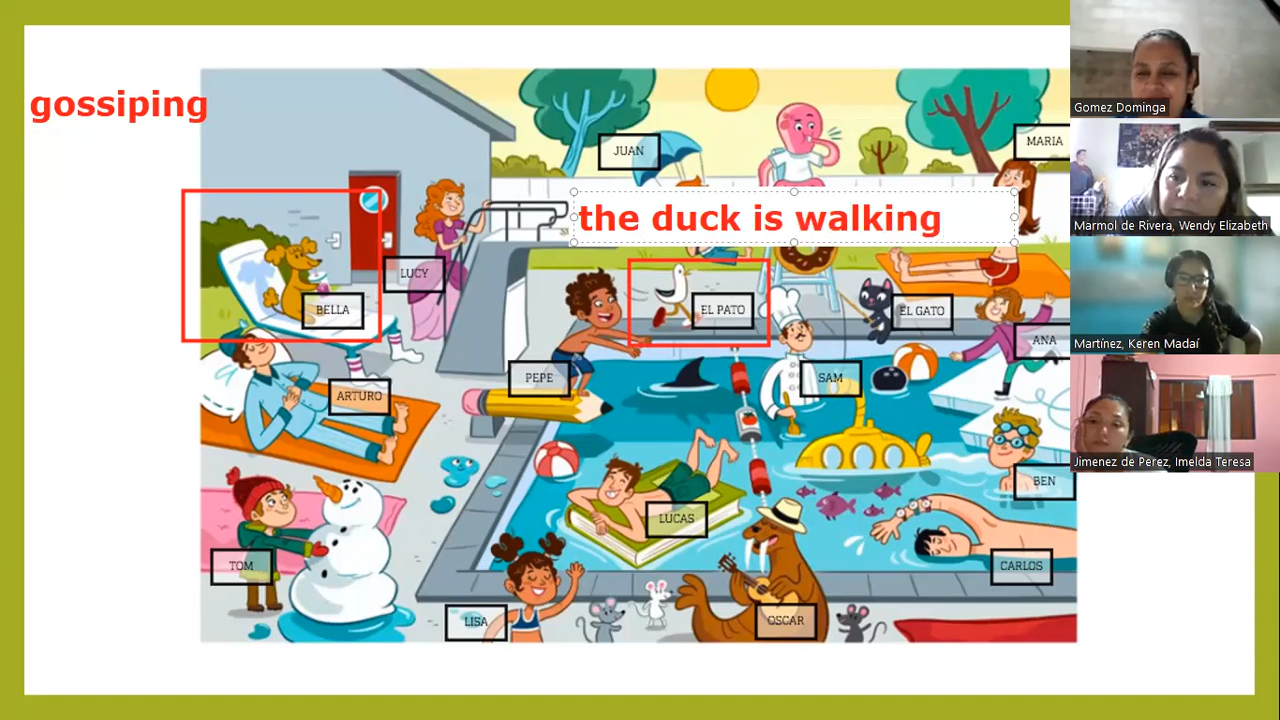 gossiping
JUAN
MARIA
the duck is walking
LUCY
BELLA
EL PATO
EL GATO
ANA
PEPE
SAM
ARTURO
BEN
LUCAS
TOM
CARLOS
LISA
OSCAR
Gomez Dominga
Marmol de Rivera, Wendy Elizabeth
Martínez, Keren Madaí
Jimenez de Perez, Imelda Teresa